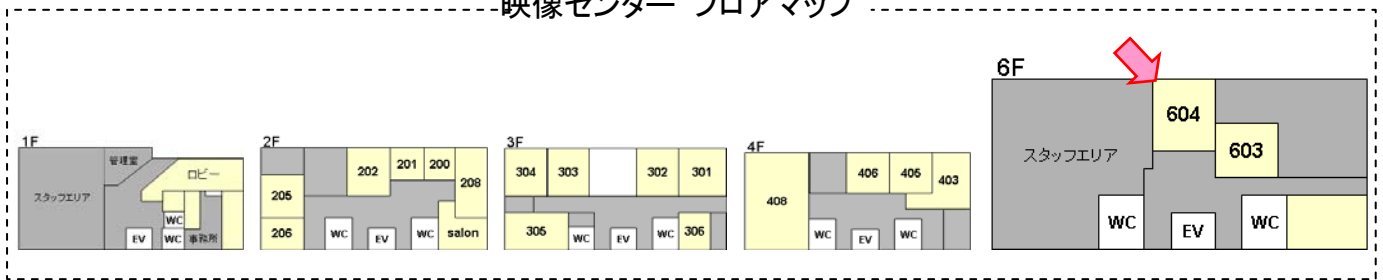 映像センター フロアマップ
1F
管理室
ロビー
スタッフエリア
WC
EV
WC
事務所
2F
202
201
200
208
205
206
WC
EV
WC
salon
3F
304
303
302
301
305
WC
EV
WC
306
4F
408
406
405
403
WC
EV
WC
6F
604
603
スタッフエリア
WC
EV
WC